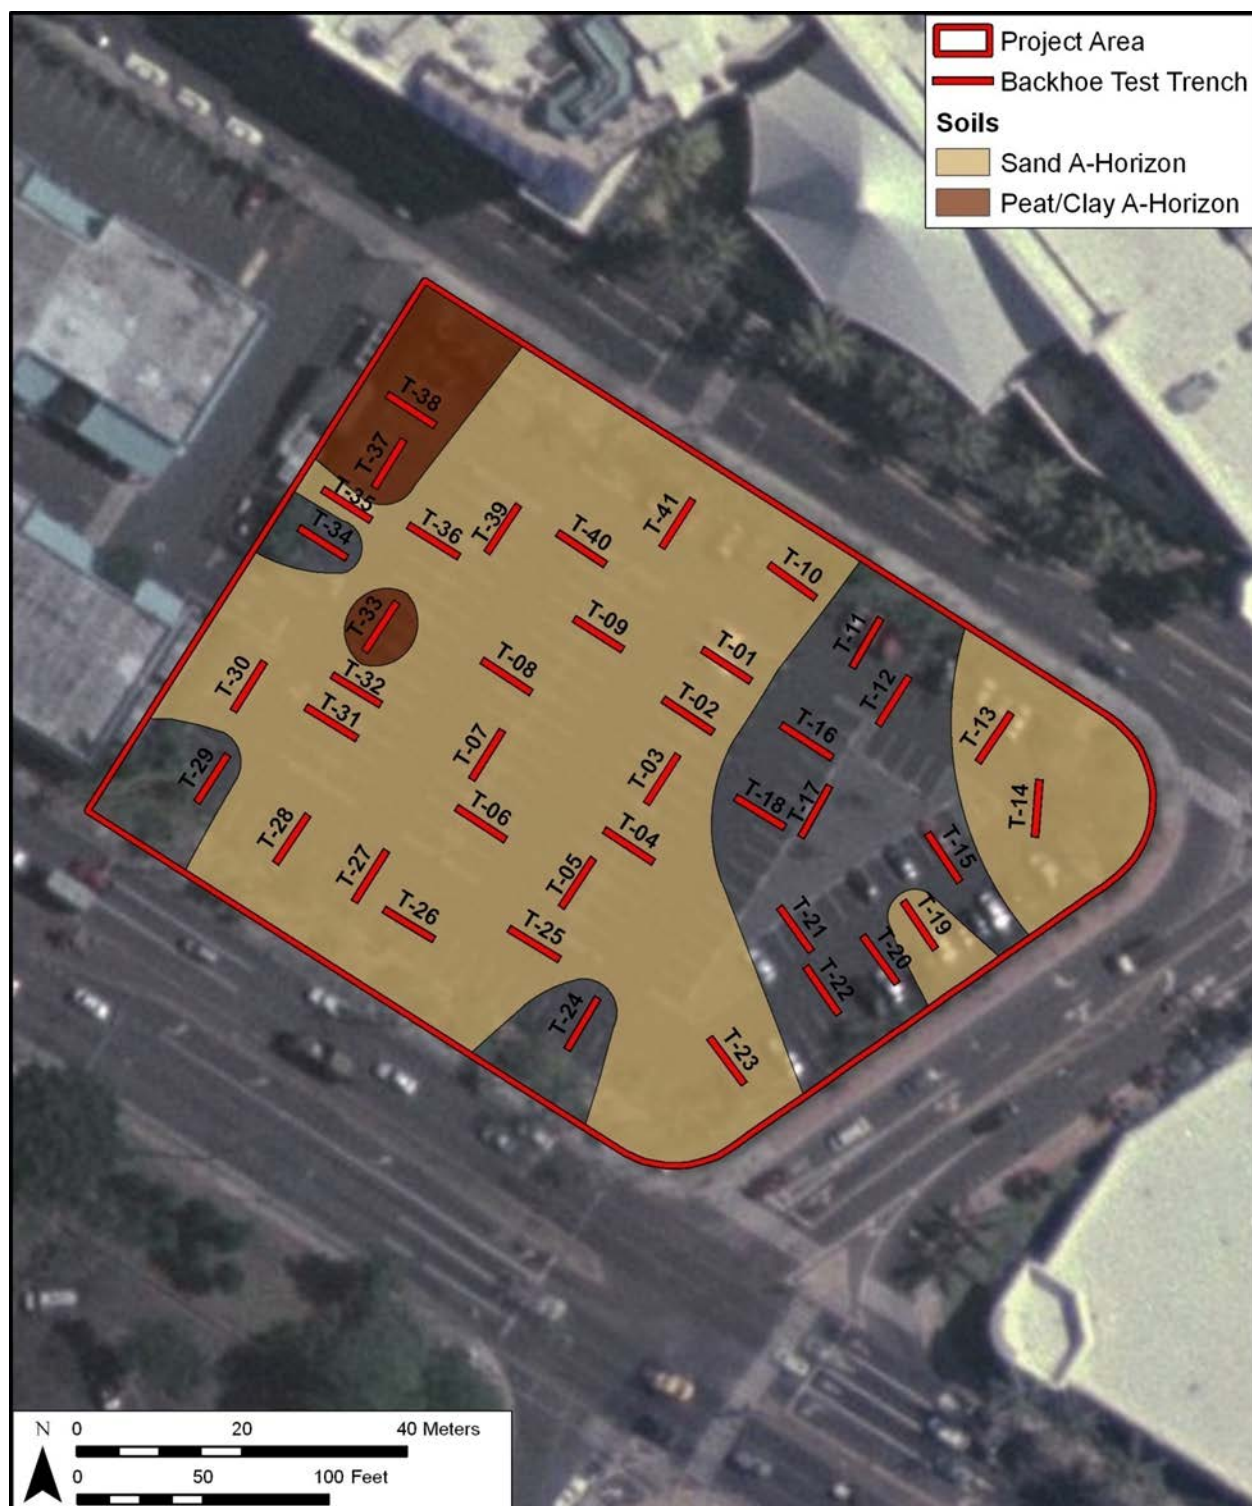 Project Area
Backhoe Test Trench
Soils
Sand A-Horizon
Peat/Clay A-Horizon
T-38
T-37
T-35
T-34
T-36
T-39
T-40
T-41
T-10
T-33
T-09
T-11
T-30
T-32
T-31
T-08
T-01
T-02
T-12
T-16
T-13
T-29
T-07
T-03
T-18
T-17
T-14
T-28
T-06
T-04
T-15
T-27
T-05
T-26
T-25
T-21
T-19
T-20
T-22
T-24
T-23
N
0 20 40 Meters
0 50 100 Feet